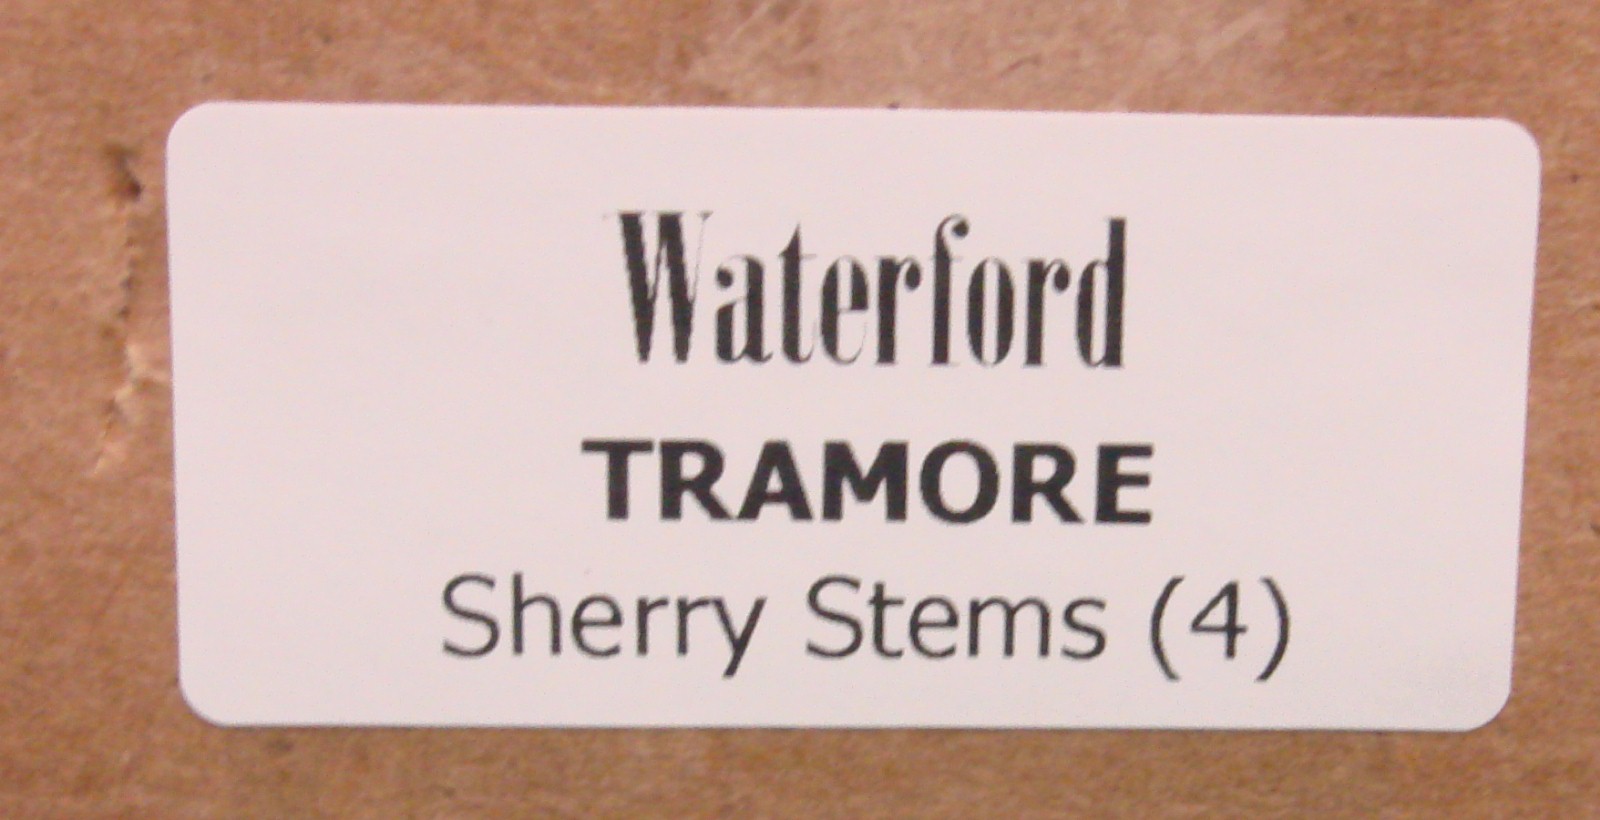 Waterford
TRAMORE
Sherry Stems (4)